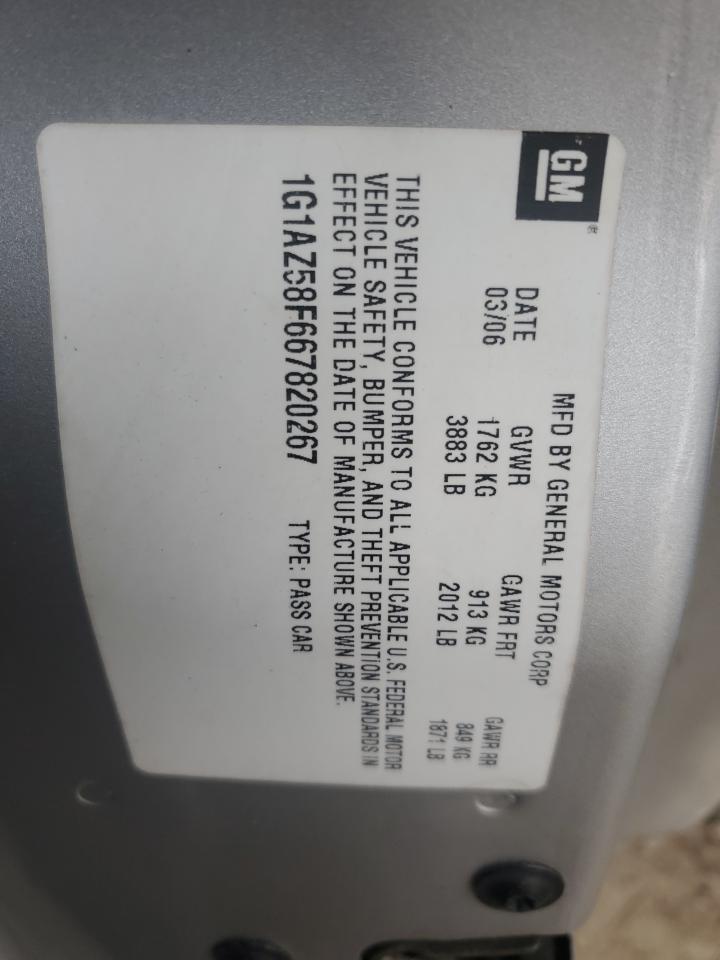 GM®
MFD BY GENERAL MOTORS CORP
DATE GVWR GAWR FRT GAWR RR
03/06 1762 KG 913 KG 849 KG
3883 LB 2012 LB 1871 LB
THIS VEHICLE CONFORMS TO ALL APPLICABLE U.S. FEDERAL MOTOR
VEHICLE SAFETY, BUMPER, AND THEFT PREVENTION STANDARDS IN
EFFECT ON THE DATE OF MANUFACTURE SHOWN ABOVE.
1G1AZ58F667820267 TYPE: PASS CAR